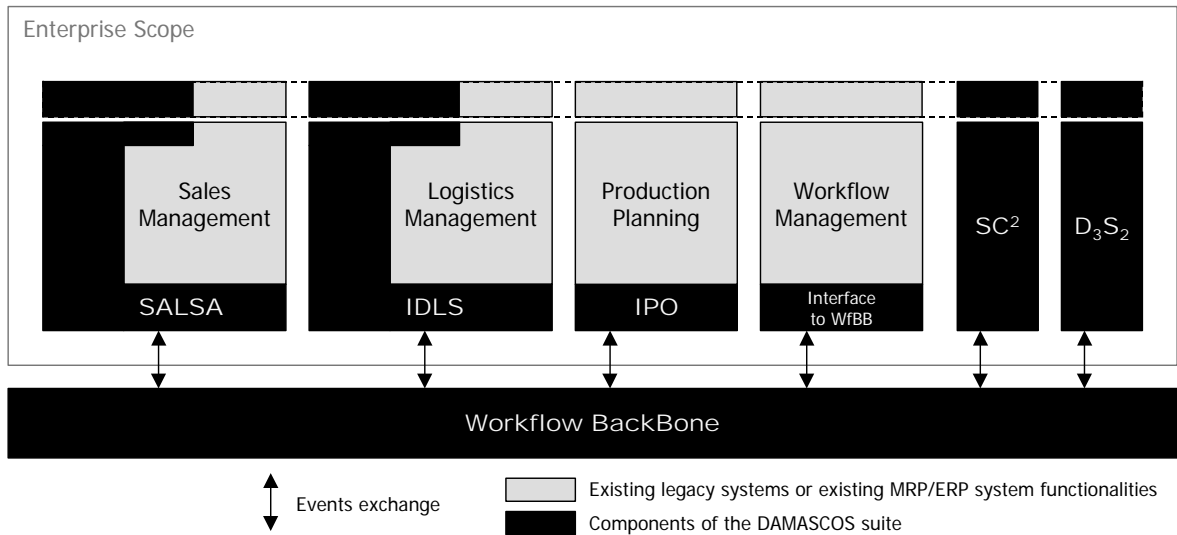 Enterprise Scope
Sales
Management
Logistics
Management
Production
Planning
Workflow
Management
SC²
D₃S₂
SALSA
IDLS
IPO
Interface
to WfBB
Workflow BackBone
Events exchange
Existing legacy systems or existing MRP/ERP system functionalities
Components of the DAMASCOS suite